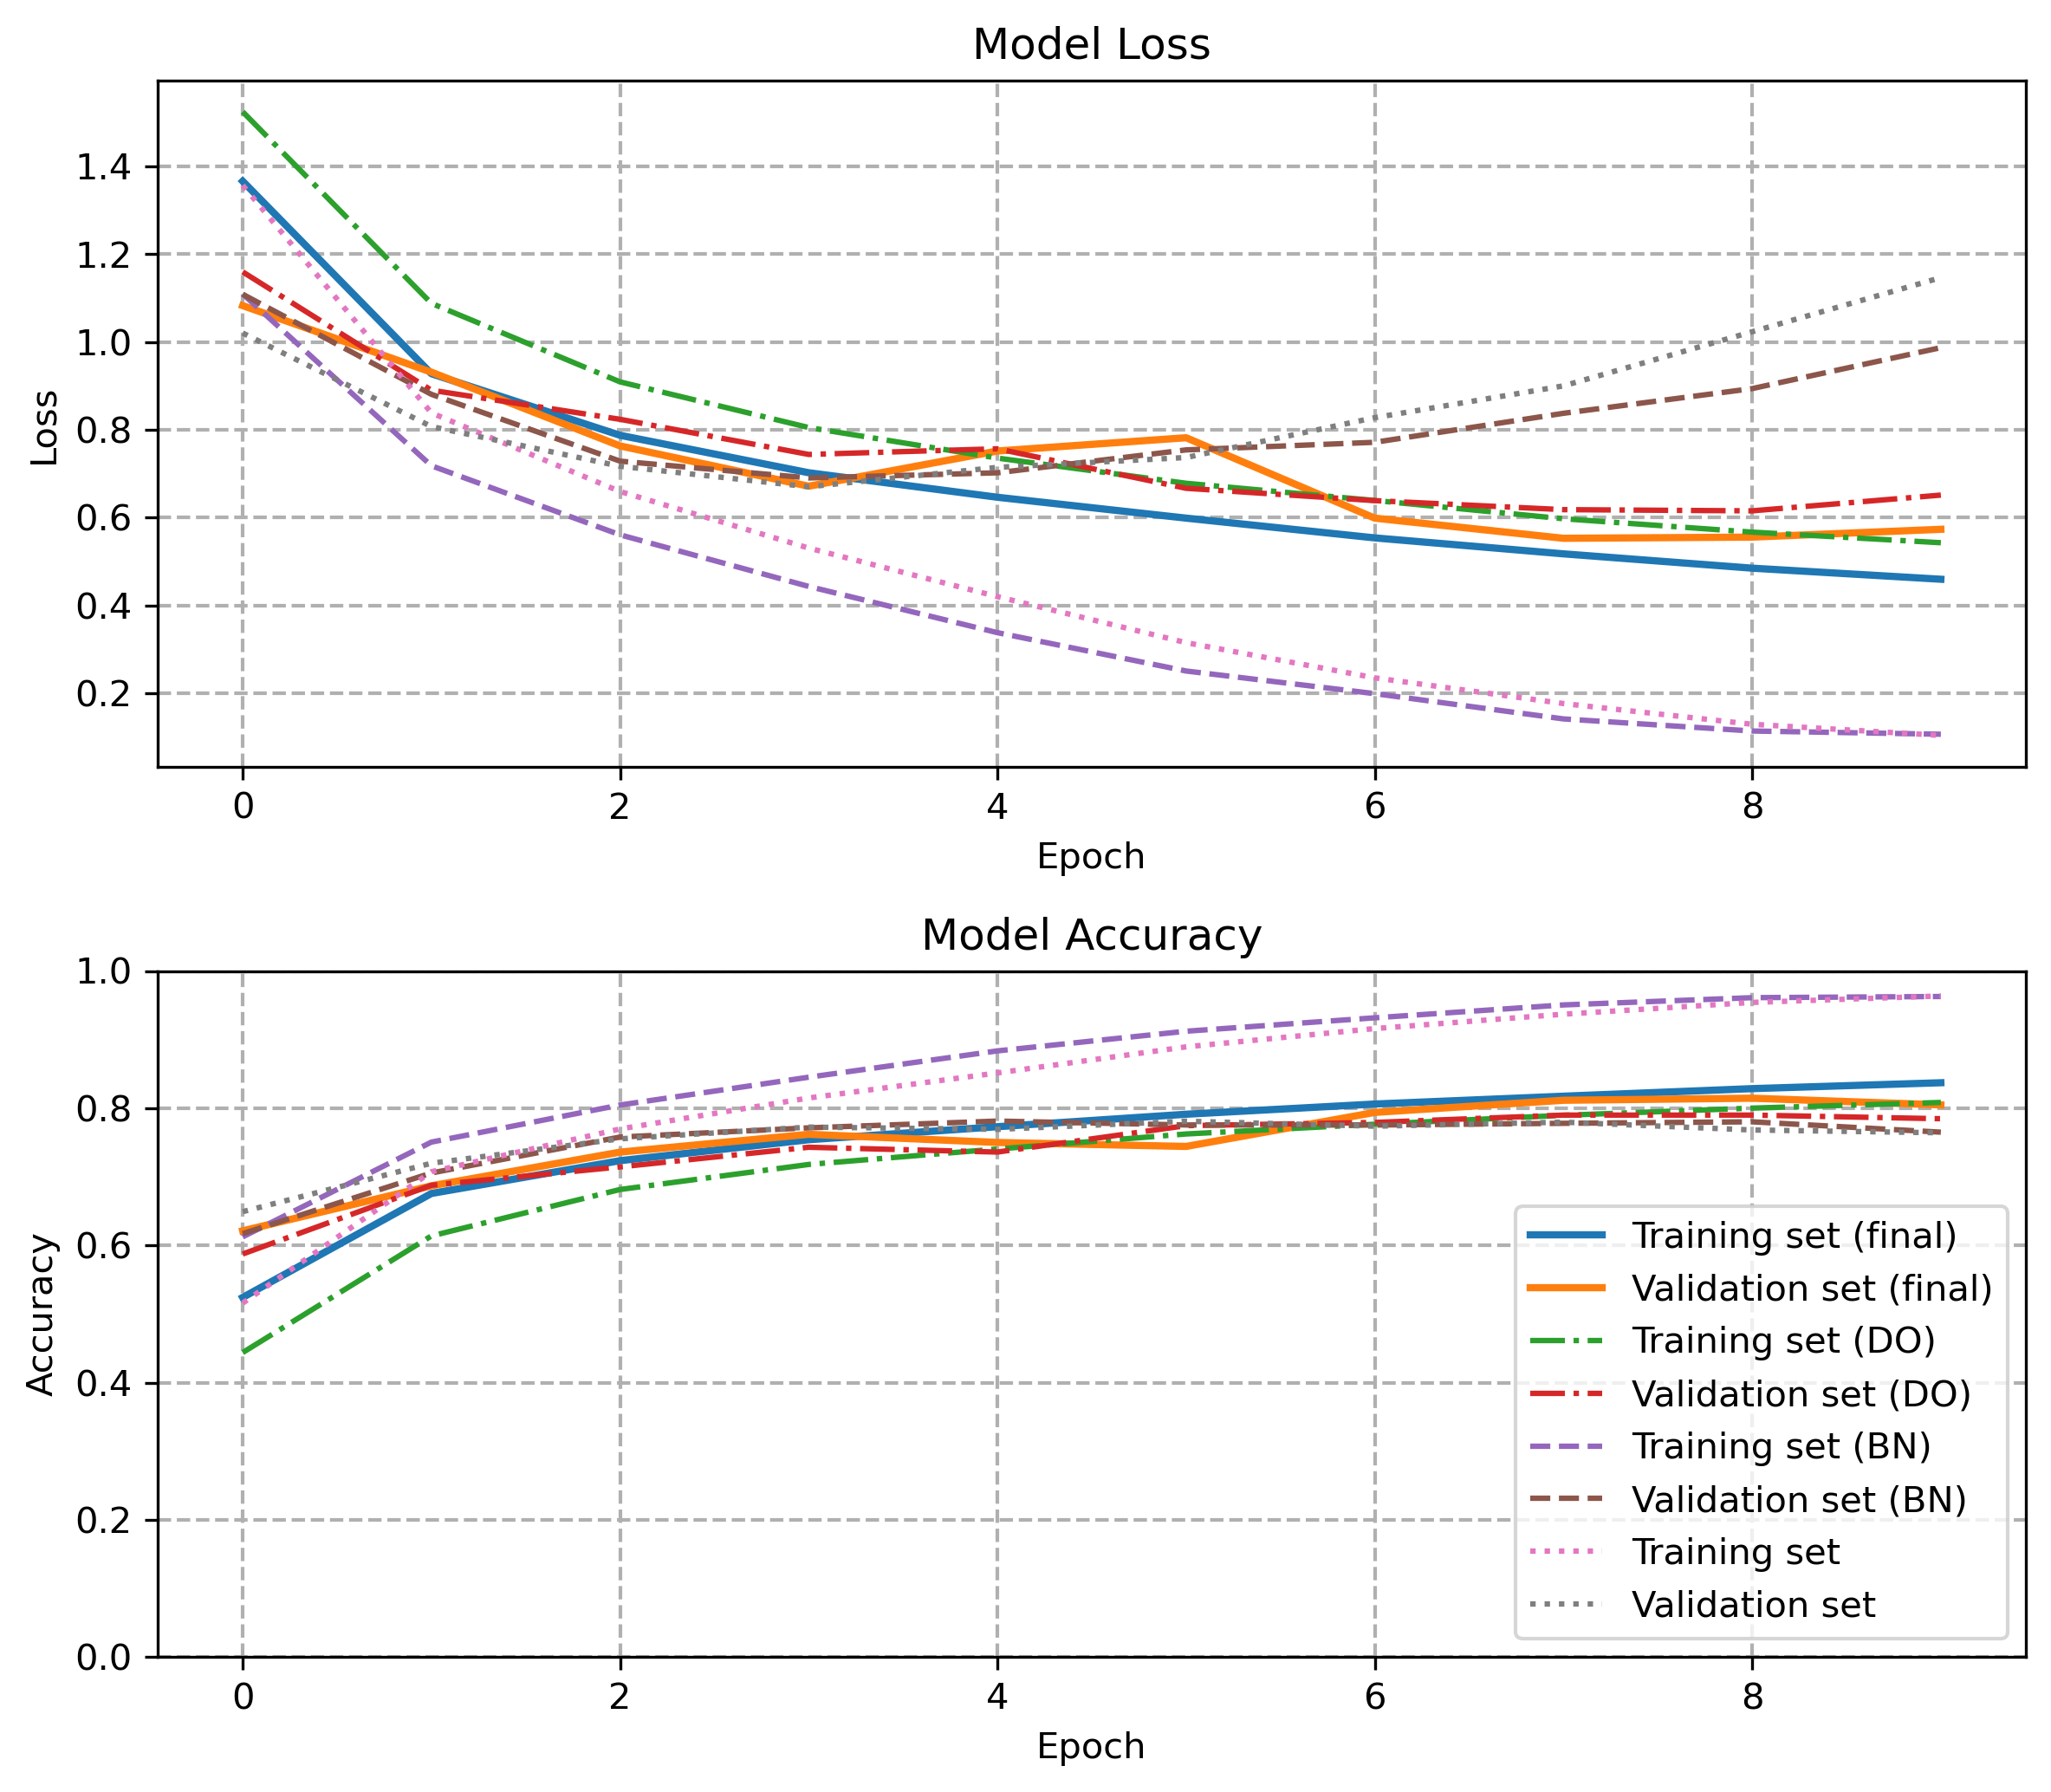 Model Loss
1.4
1.2
1.0
0.8
0.6
0.4
0.2
Loss
0 2 4 6 8
Epoch
Model Accuracy
1.0
0.8
0.6
0.4
0.2
0.0
Accuracy
Training set (final)
Validation set (final)
Training set (DO)
Validation set (DO)
Training set (BN)
Validation set (BN)
Training set
Validation set
0 2 4 6 8
Epoch